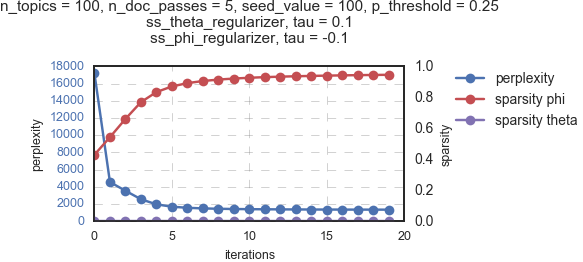 n_topics = 100, n_doc_passes = 5, seed_value = 100, p_threshold = 0.25
ss_theta_regularizer, tau = 0.1
ss_phi_regularizer, tau = -0.1
18000
16000
14000
12000
10000
8000
6000
4000
2000
0
perplexity
1.0
0.8
0.6
0.4
0.2
0.0
sparsity
0
5
10
15
20
iterations
perplexity
sparsity phi
sparsity theta